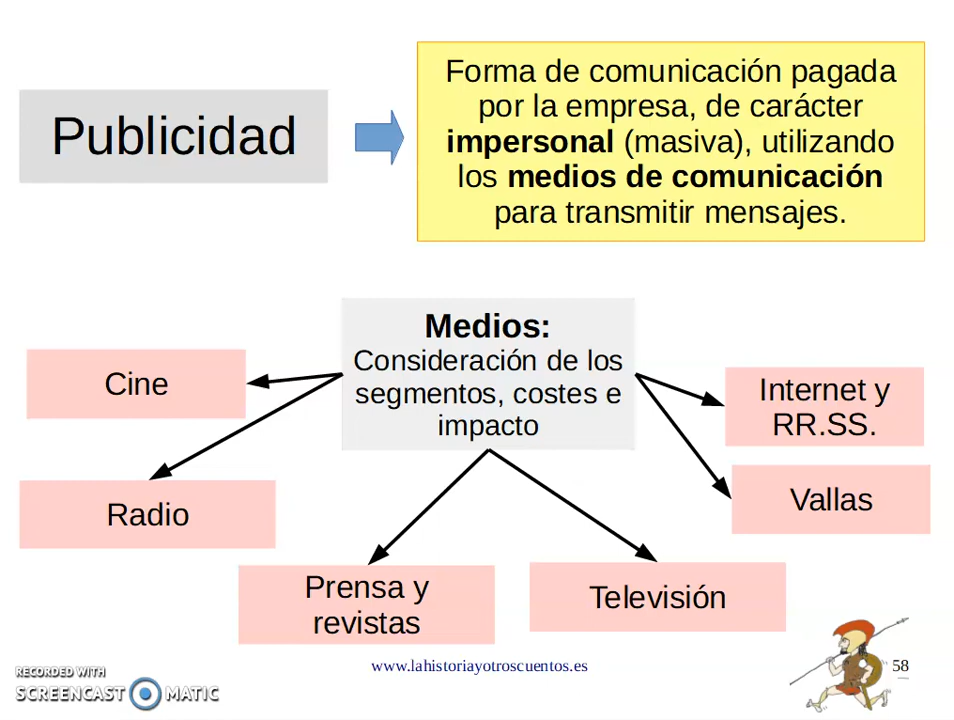 Publicidad
Forma de comunicación pagada
por la empresa, de carácter
impersonal (masiva), utilizando
los medios de comunicación
para transmitir mensajes.
Medios:
Consideración de los
segmentos, costes e
impacto
Cine
Internet y
RR.SS.
Radio
Vallas
Prensa y
revistas
Televisión
RECORDED WITH
SCREENCAST MATIC
www.lahistoriayotroscuentos.es
58